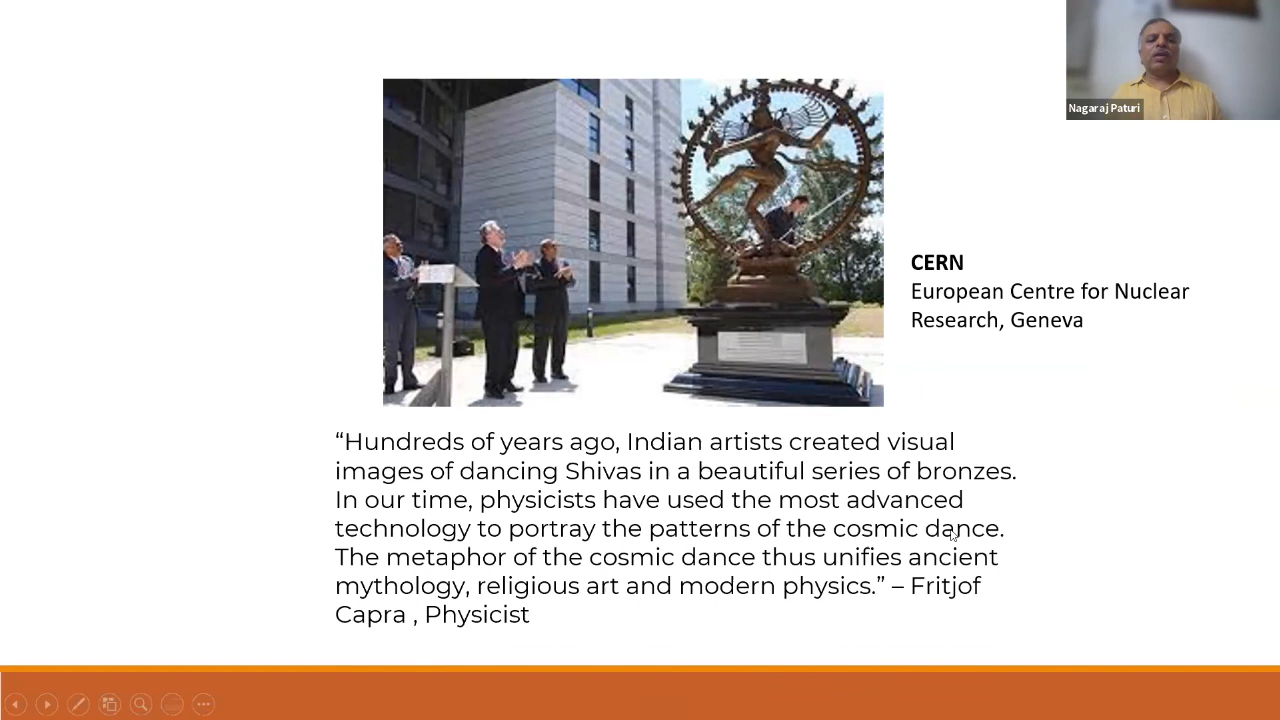 Nagaraj Paturi
CERN
European Centre for Nuclear
Research, Geneva
“Hundreds of years ago, Indian artists created visual
images of dancing Shivas in a beautiful series of bronzes.
In our time, physicists have used the most advanced
technology to portray the patterns of the cosmic dance.
The metaphor of the cosmic dance thus unifies ancient
mythology, religious art and modern physics.” – Fritjof
Capra , Physicist